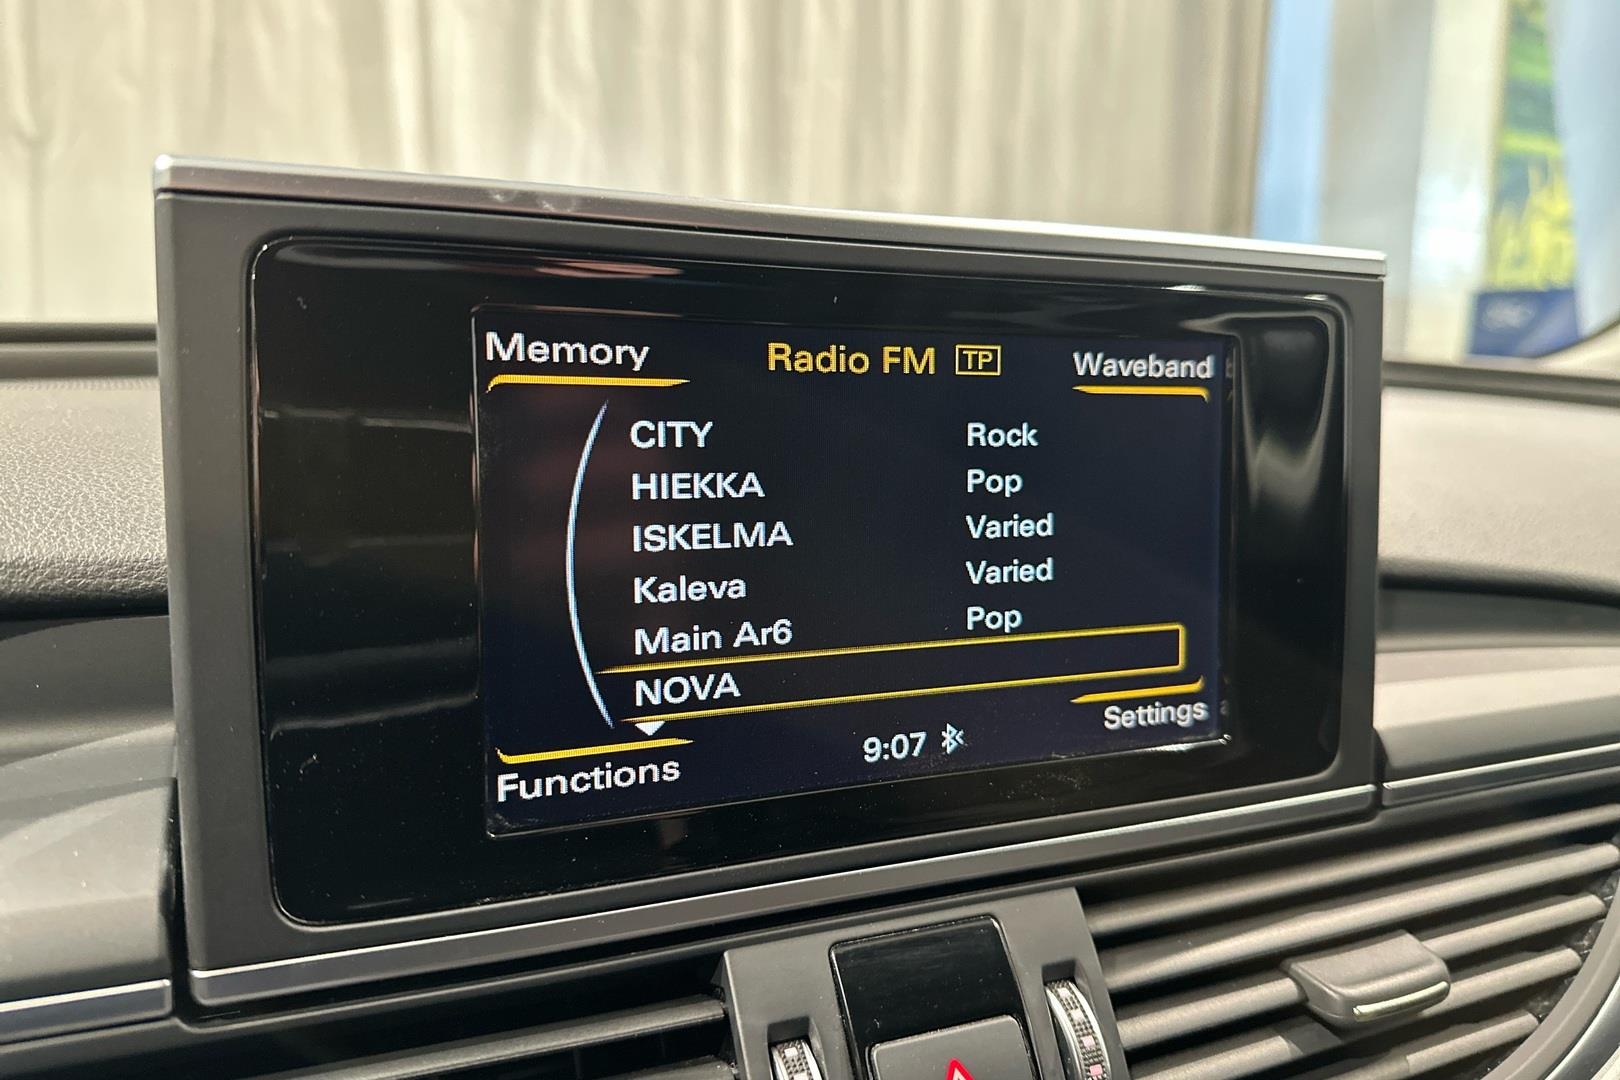 Memory Radio FM TP Waveband
CITY Rock
HIEKKA Pop
ISKELMA Varied
Kaleva Varied
Main Ar6 Pop
NOVA
Settings
9:07
Functions